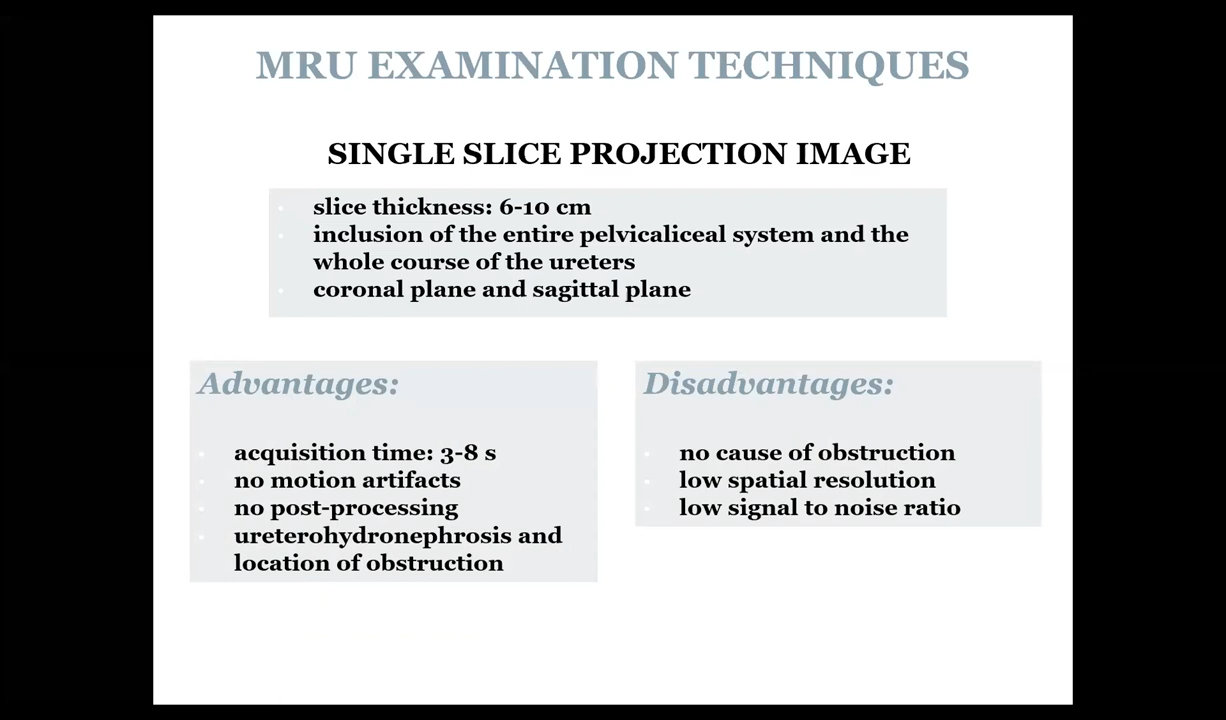 MRU EXAMINATION TECHNIQUES
SINGLE SLICE PROJECTION IMAGE
slice thickness: 6-10 cm
inclusion of the entire pelvicaliceal system and the
whole course of the ureters
coronal plane and sagittal plane
Advantages:
acquisition time: 3-8 s
no motion artifacts
no post-processing
ureterohydronephrosis and
location of obstruction
Disadvantages:
no cause of obstruction
low spatial resolution
low signal to noise ratio